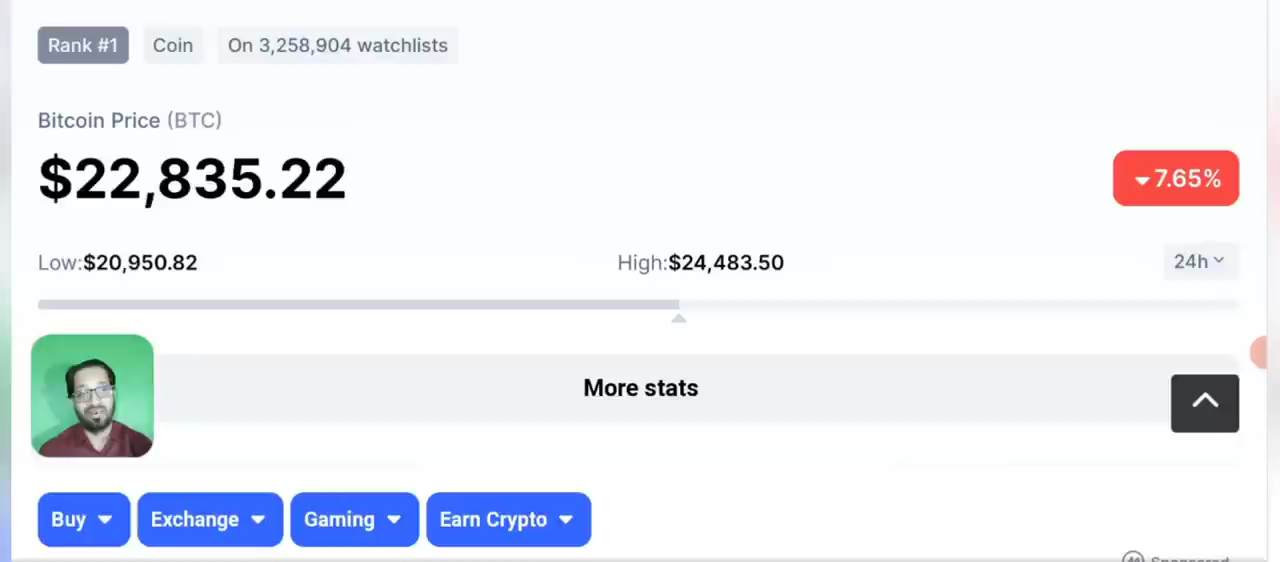 Rank #1 Coin On 3,258,904 watchlists
Bitcoin Price (BTC)
$22,835.22 7.65%
Low:$20,950.82 High:$24,483.50 24h
More stats
Buy Exchange Gaming Earn Crypto
Sponsored